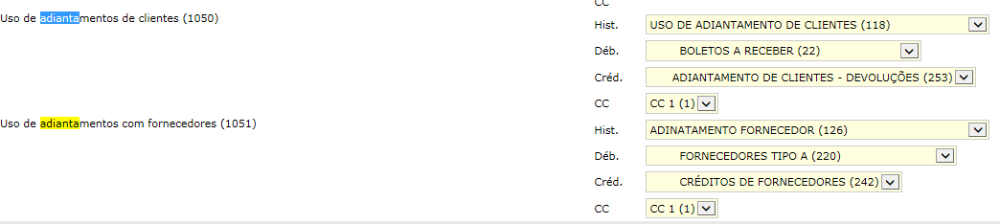 CC
Uso de adiantamentos de clientes (1050)
Hist. USO DE ADIANTAMENTO DE CLIENTES (118)
Déb. BOLETOS A RECEBER (22)
Créd. ADIANTAMENTO DE CLIENTES - DEVOLUÇÕES (253)
CC CC 1 (1)
Uso de adiantamentos com fornecedores (1051)
Hist. ADINATAMENTO FORNECEDOR (126)
Déb. FORNECEDORES TIPO A (220)
Créd. CRÉDITOS DE FORNECEDORES (242)
CC CC 1 (1)